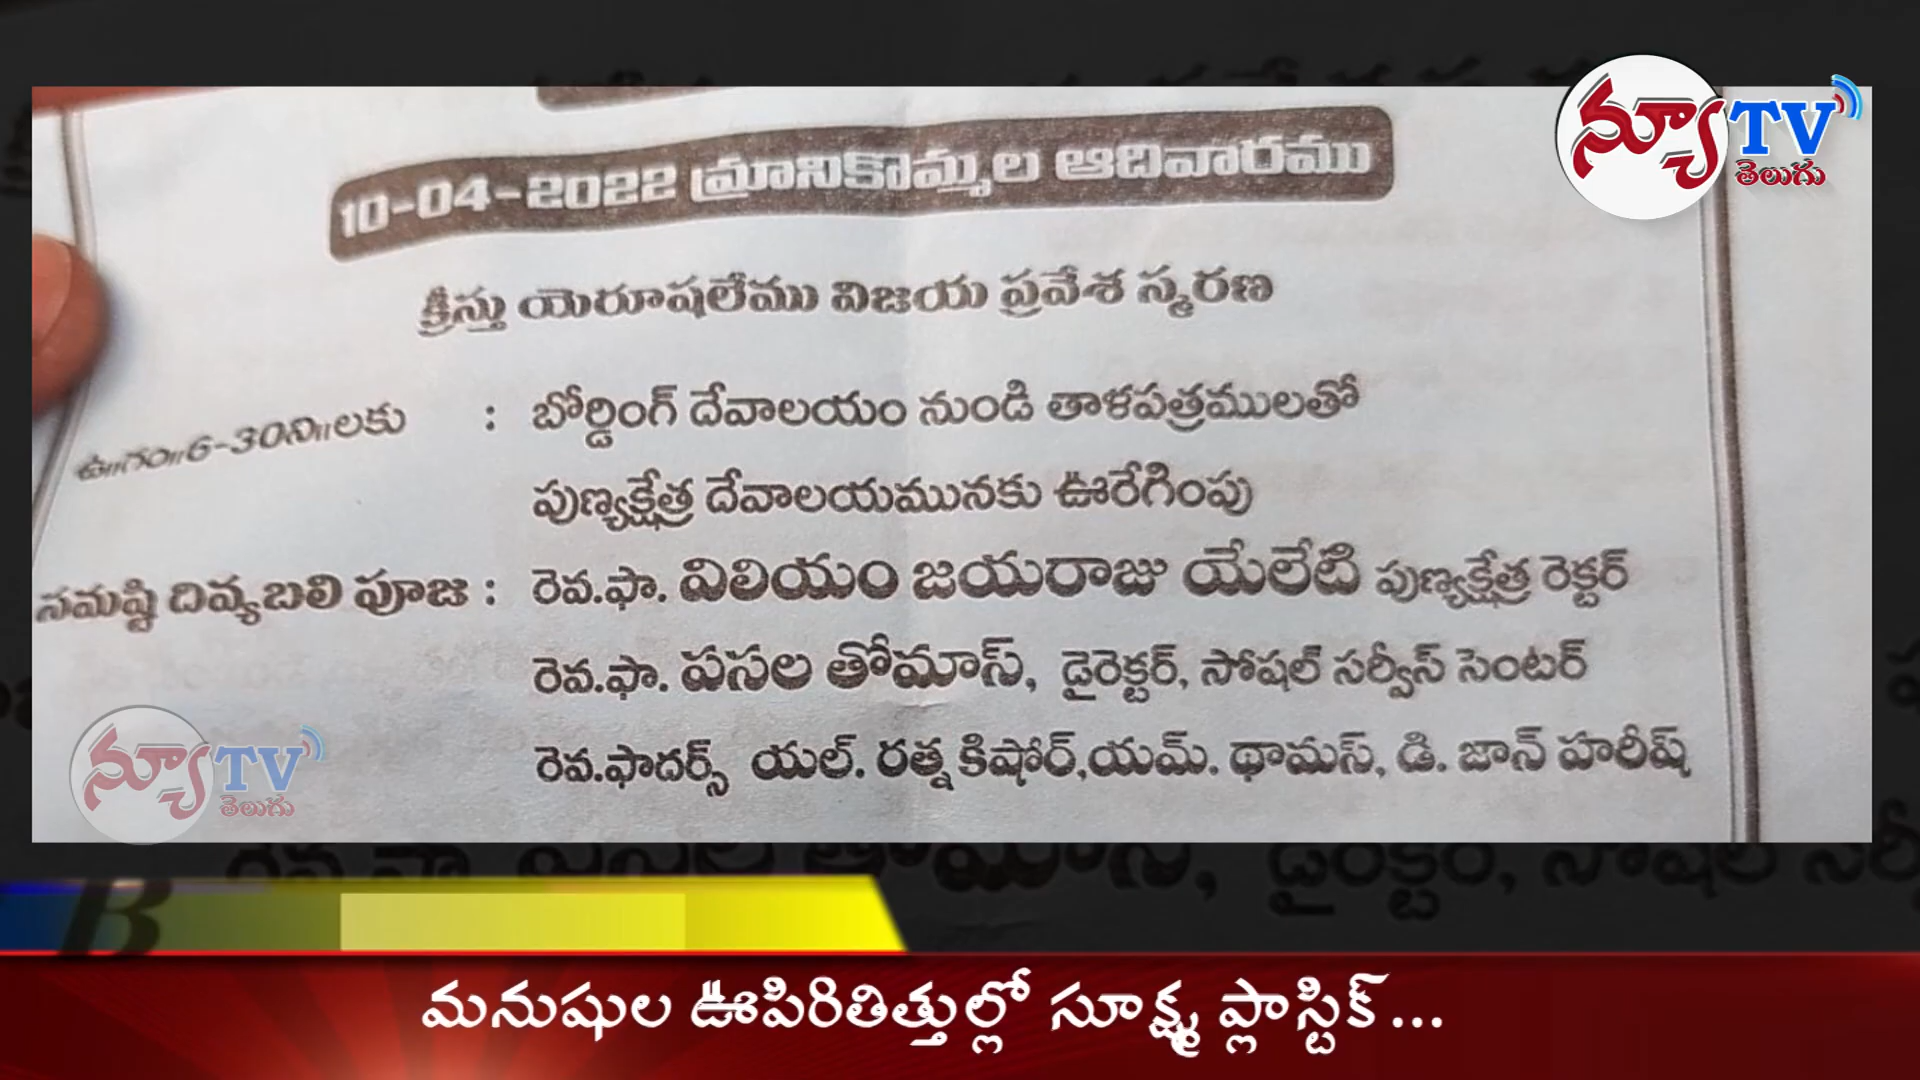 న్యూ TV
తెలుగు
10-04-2022 మ్రానికొమ్మల ఆదివారము
క్రీస్తు యెరూషలేము విజయ ప్రవేశ స్మరణ
ఉ॥గం॥6-30ని॥లకు : బోర్డింగ్ దేవాలయం నుండి తాళపత్రములతో
పుణ్యక్షేత్ర దేవాలయమునకు ఊరేగింపు
సమష్టి దివ్యబలి పూజ : రెవ.ఫా. విలియం జయరాజు యేలేటి పుణ్యక్షేత్ర రెక్టర్
రెవ.ఫా. పసల తోమాస్, డైరెక్టర్, సోషల్ సర్వీస్ సెంటర్
రెవ.ఫాదర్స్ యల్. రత్న కిషోర్,యమ్. థామస్, డి. జాన్ హరీష్
న్యూ TV
తెలుగు
మనుషుల ఊపిరితిత్తుల్లో సూక్ష్మ ప్లాస్టిక్...